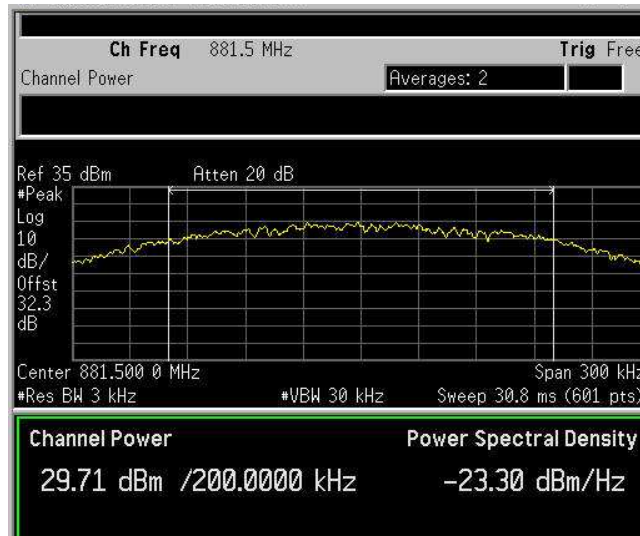 Ch Freq 881.5 MHz Trig Free
Channel Power Averages: 2
Ref 35 dBm Atten 20 dB
#Peak
Log
10
dB/
Offst
32.3
dB
Center 881.500 0 MHz Span 300 kHz
#Res BW 3 kHz #VBW 30 kHz Sweep 30.8 ms (601 pts)
Channel Power Power Spectral Density
29.71 dBm /200.0000 kHz -23.30 dBm/Hz